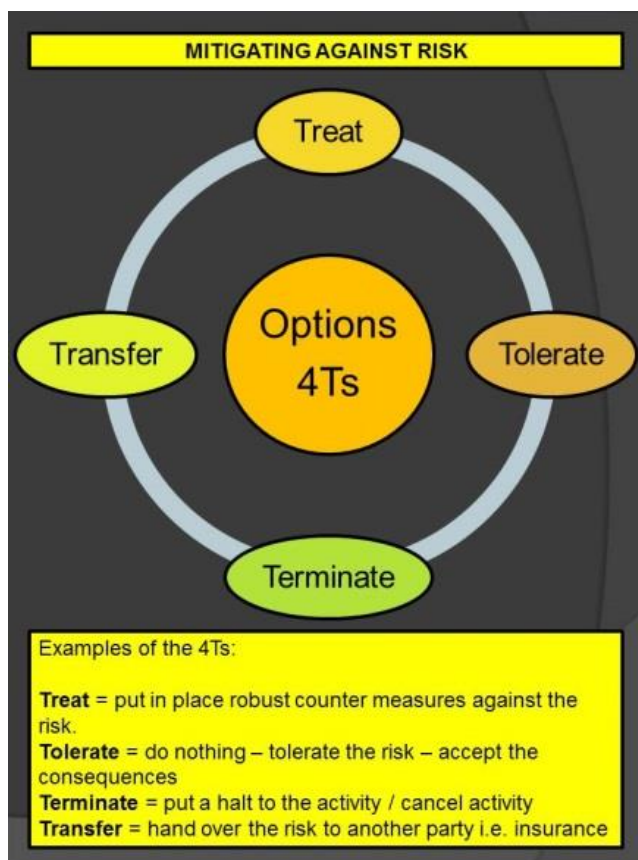 MITIGATING AGAINST RISK
Treat
Options
4Ts
Transfer
Tolerate
Terminate
Examples of the 4Ts:
Treat = put in place robust counter measures against the
risk.
Tolerate = do nothing – tolerate the risk – accept the
consequences
Terminate = put a halt to the activity / cancel activity
Transfer = hand over the risk to another party i.e. insurance